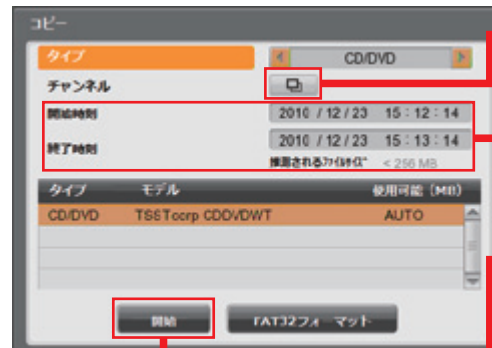 コピー
タイプ CD/DVD
チャンネル
開始時刻 2010 / 12 / 23 15 : 12 : 14
終了時刻 2010 / 12 / 23 15 : 13 : 14
推測されるファイルサイズ < 256 MB
タイプ モデル 使用可能 (MB)
CD/DVD TSSTcorp CDDVDWT AUTO
開始 FAT32フォーマット